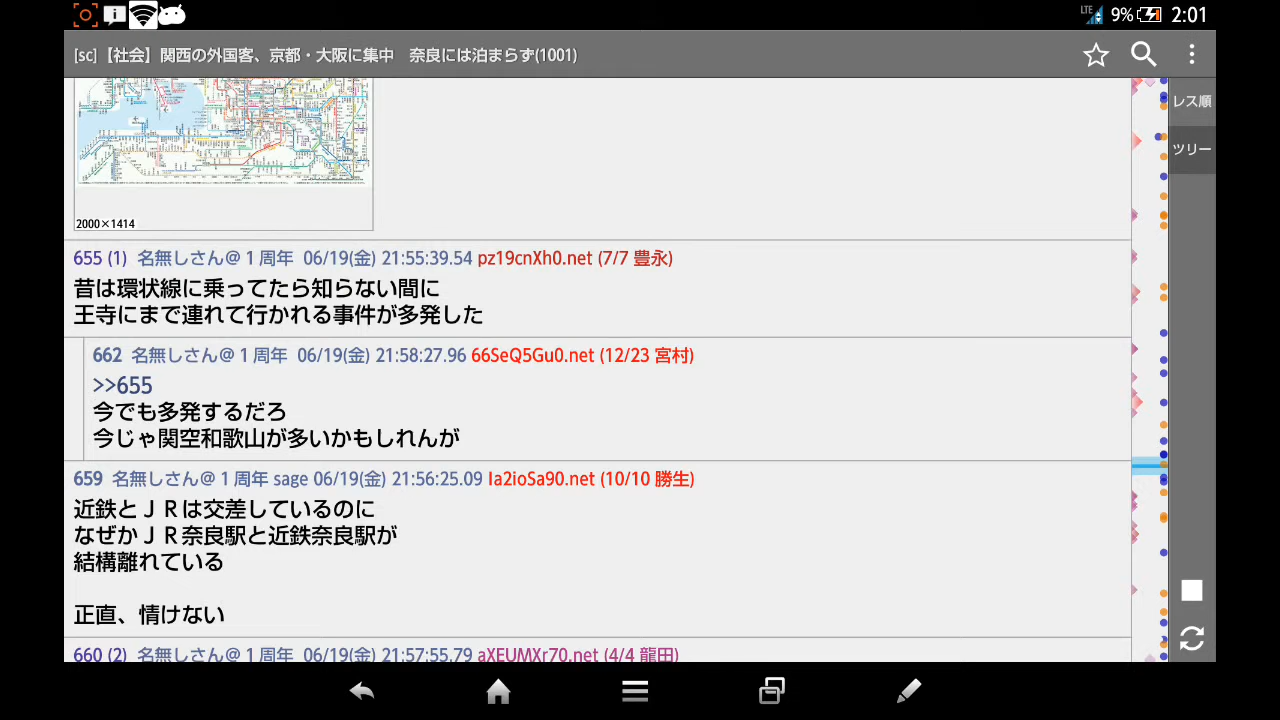 LTE 9% 2:01
[sc]【社会】関西の外国客、京都・大阪に集中　奈良には泊まらず(1001)
レス順
ツリー
2000×1414
655 (1) 名無しさん＠１周年 06/19(金) 21:55:39.54 pz19cnXh0.net (7/7 豊永)
昔は環状線に乗ってたら知らない間に
王寺にまで連れて行かれる事件が多発した
662 名無しさん＠１周年 06/19(金) 21:58:27.96 66SeQ5Gu0.net (12/23 宮村)
>>655
今でも多発するだろ
今じゃ関空和歌山が多いかもしれんが
659 名無しさん＠１周年 sage 06/19(金) 21:56:25.09 Ia2ioSa90.net (10/10 勝生)
近鉄とＪＲは交差しているのに
なぜかＪＲ奈良駅と近鉄奈良駅が
結構離れている
正直、情けない
660 (2) 名無しさん＠１周年 06/19(金) 21:57:55.79 aXEUMXr70.net (4/4 龍田)